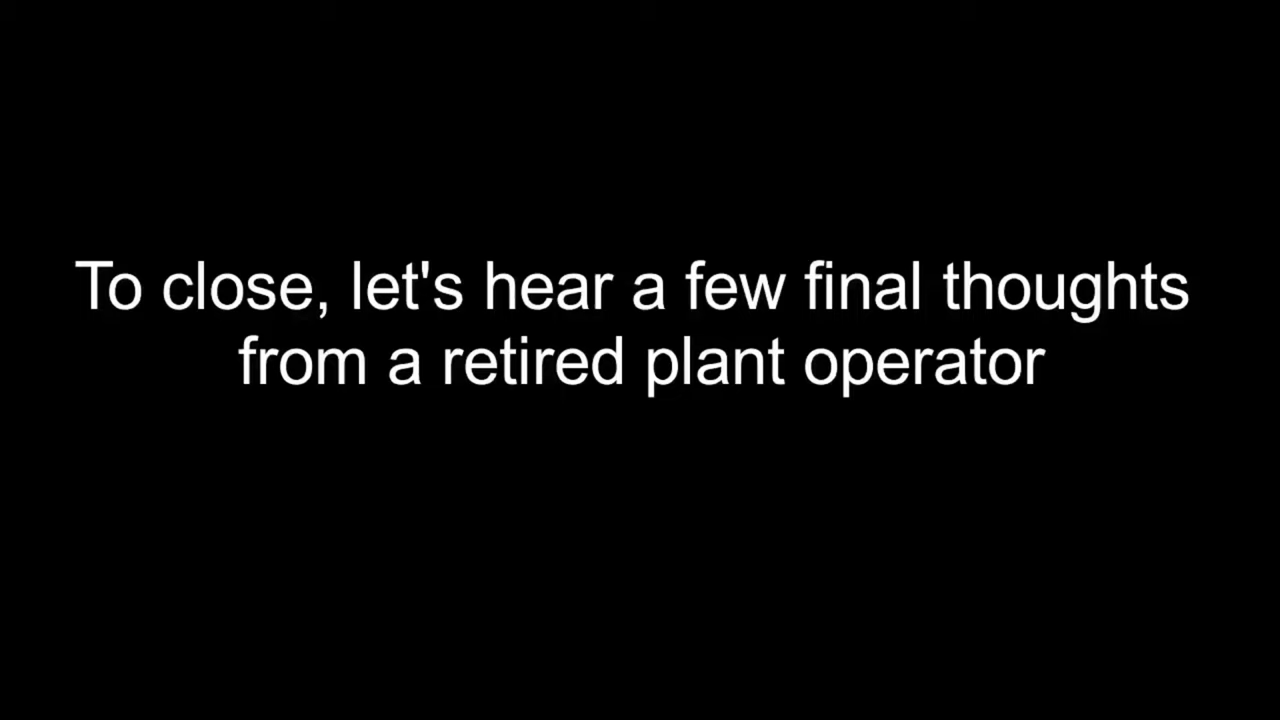 To close, let's hear a few final thoughts
from a retired plant operator